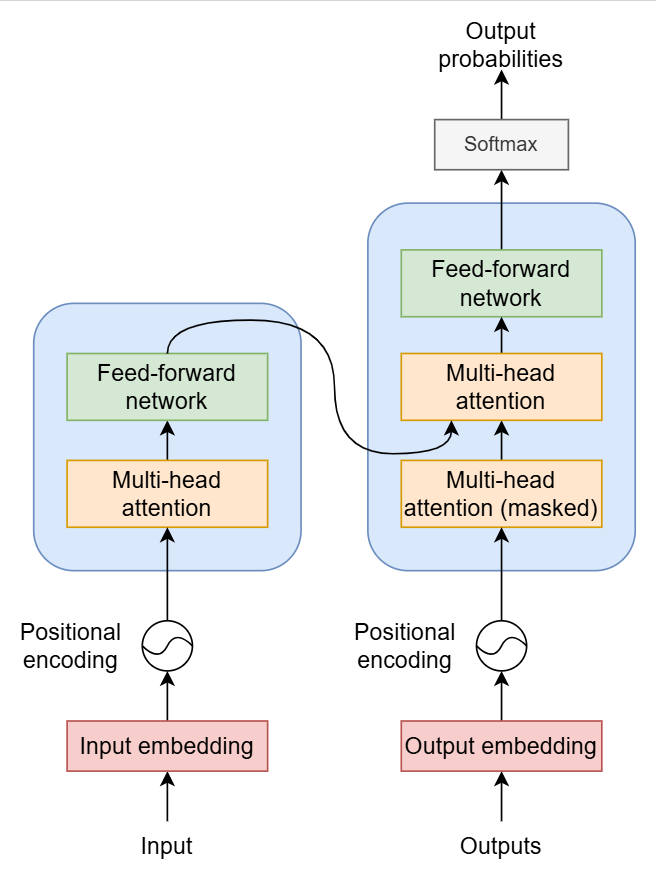 Output
probabilities
Softmax
Feed-forward
network
Multi-head
attention
Multi-head
attention (masked)
Positional
encoding
Output embedding
Outputs
Feed-forward
network
Multi-head
attention
Positional
encoding
Input embedding
Input